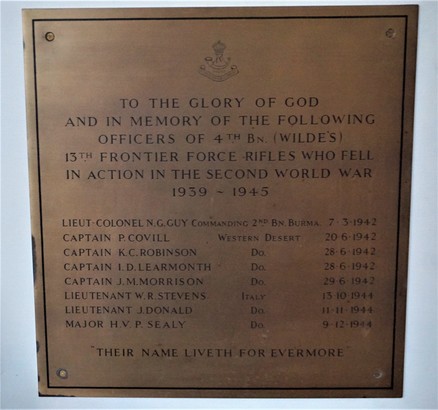 TO THE GLORY OF GOD
AND IN MEMORY OF THE FOLLOWING
OFFICERS OF 4TH BN. (WILDE'S)
13TH FRONTIER FORCE RIFLES WHO FELL
IN ACTION IN THE SECOND WORLD WAR
1939 ~ 1945
LIEUT-COLONEL N.G.GUY COMMANDING 2ND BN. BURMA. 7-3-1942
CAPTAIN P.COVILL WESTERN DESERT 20-6-1942
CAPTAIN K.C.ROBINSON Do. 28-6-1942
CAPTAIN I.D.LEARMONTH Do. 28-6-1942
CAPTAIN J.M.MORRISON Do. 29-6-1942
LIEUTENANT W.R.STEVENS ITALY 13-10-1944
LIEUTENANT J.DONALD Do. 11-11-1944
MAJOR H.V.P. SEALY Do. 9-12-1944
"THEIR NAME LIVETH FOR EVERMORE"